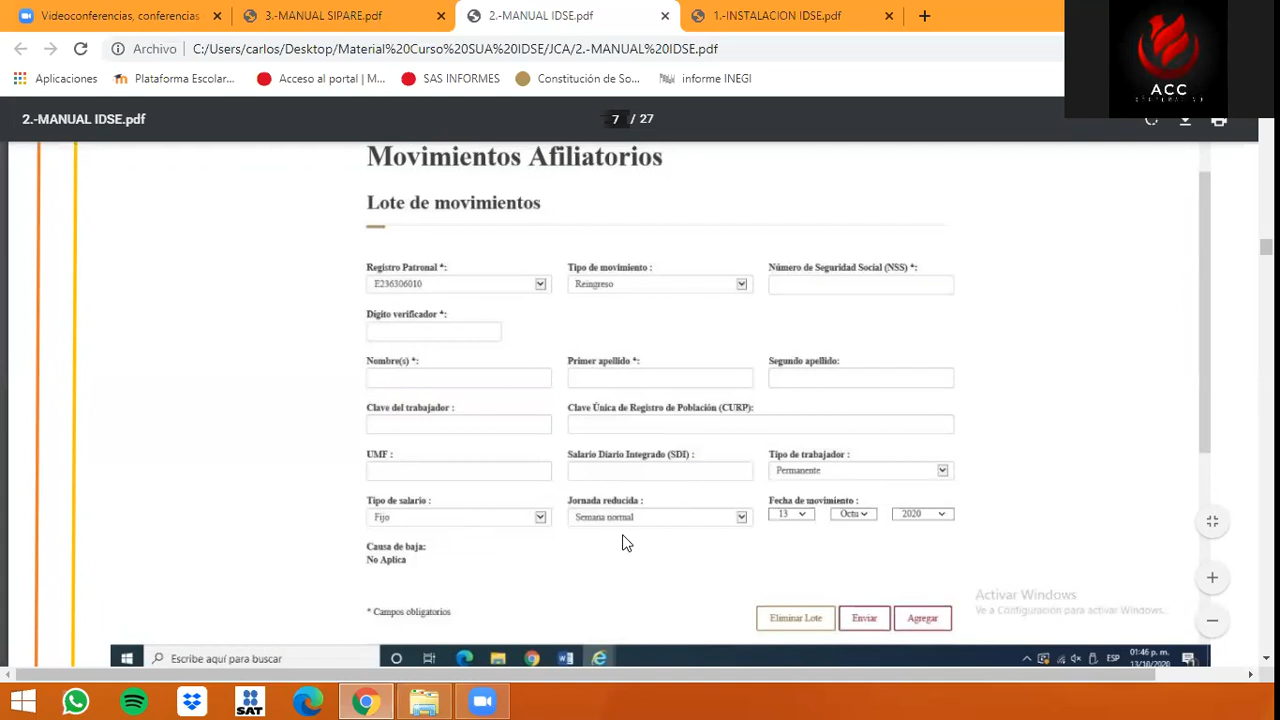 Videoconferencias, conferencias
3.-MANUAL SIPARE.pdf
2.-MANUAL IDSE.pdf
1.-INSTALACION IDSE.pdf
Archivo
C:/Users/carlos/Desktop/Material%20Curso%20SUA%20IDSE/JCA/2.-MANUAL%20IDSE.pdf
Aplicaciones
Plataforma Escolar...
Acceso al portal | M...
SAS INFORMES
Constitución de So...
informe INEGI
ACC
2.-MANUAL IDSE.pdf
7 / 27
Movimientos Afiliatorios
Lote de movimientos
Registro Patronal *:
Tipo de movimiento :
Número de Seguridad Social (NSS) *:
E236306010
Reingreso
Dígito verificador *:
Nombre(s) *:
Primer apellido *:
Segundo apellido:
Clave del trabajador :
Clave Única de Registro de Población (CURP):
UMF :
Salario Diario Integrado (SDI) :
Tipo de trabajador :
Permanente
Tipo de salario :
Jornada reducida :
Fecha de movimiento :
Fijo
Semana normal
13
Octu
2020
Causa de baja:
No Aplica
* Campos obligatorios
Eliminar Lote
Enviar
Agregar
Activar Windows
Ve a Configuración para activar Windows.
Escribe aquí para buscar
ESP
01:46 p. m.
13/10/2020
SAT